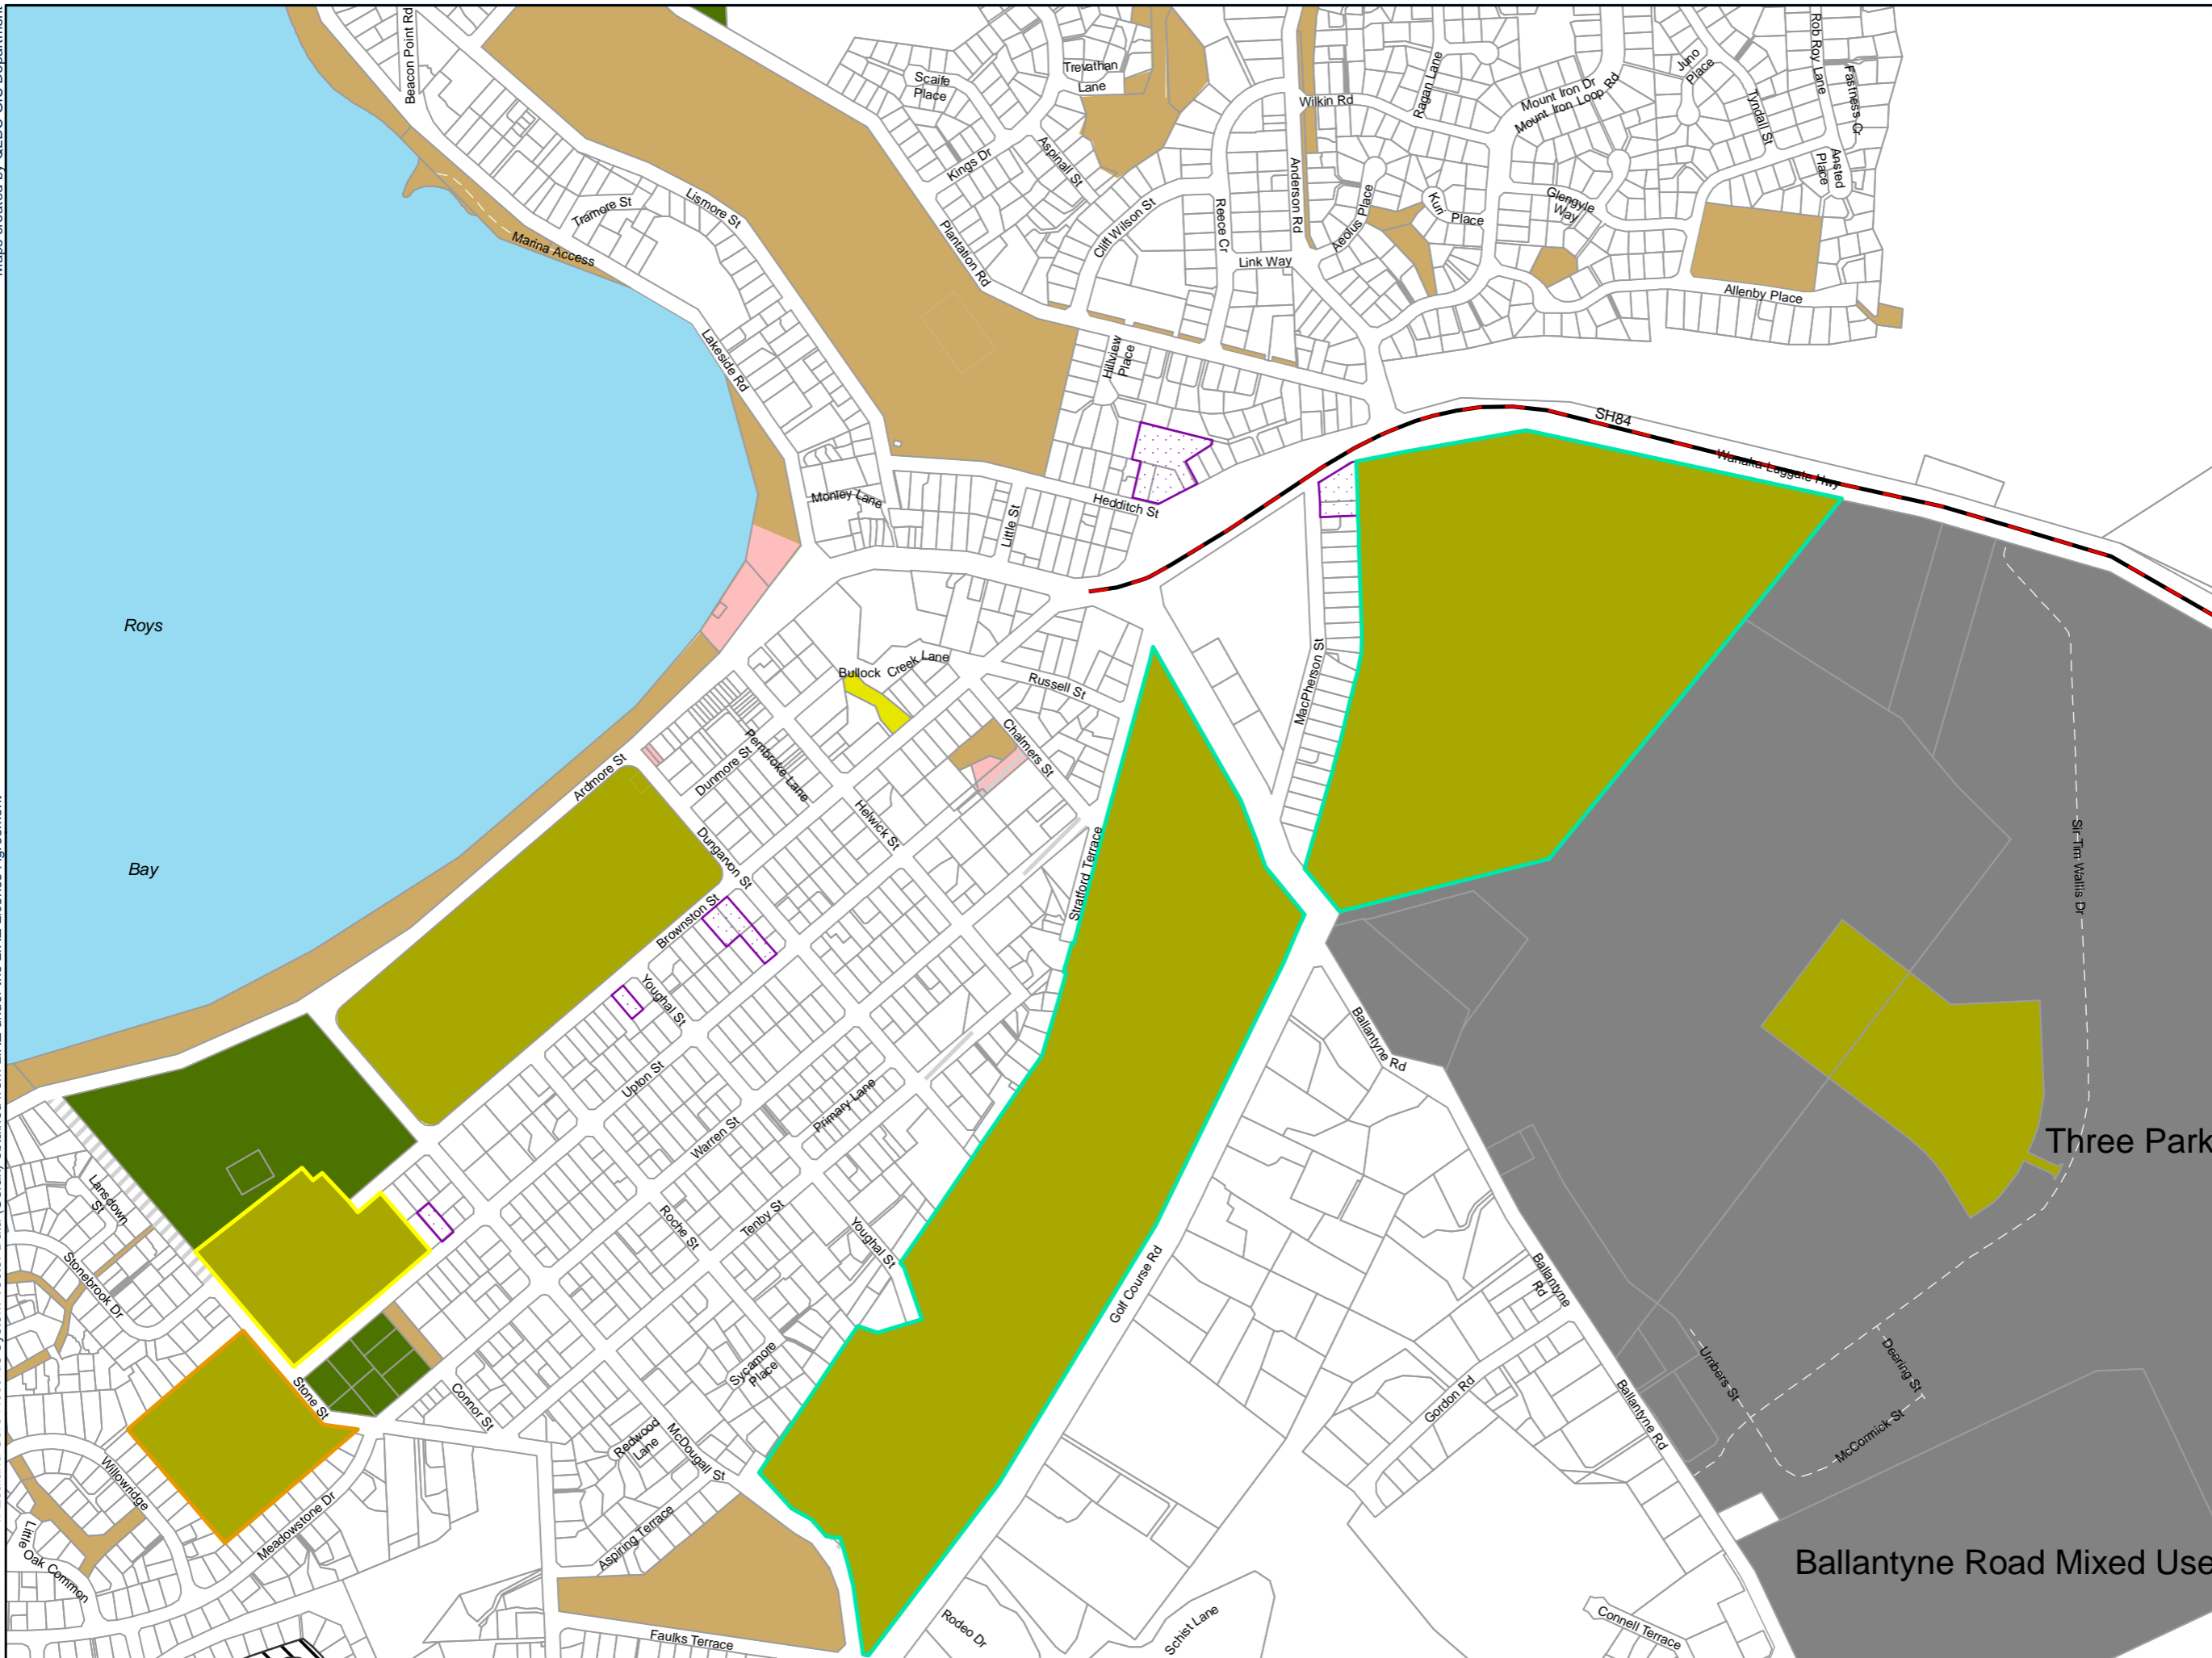 Beacon Point Rd
Scaife
Place
Trevathan
Lane
Kings Dr
Aspinall St
Wilkin Rd
Ragan Lane
Mount Iron Dr
Mount Iron Loop Rd
Juno
Place
Rob Roy Lane
Fastness Cr
Tyndall St
Ansted
Place
Tramore St
Lismore St
Marina Access
Plantation Rd
Cliff Wilson St
Reece Cr
Anderson Rd
Aeolus Place
Kuri
Place
Glengyle
Way
Link Way
Allenby Place
Lakeside Rd
Hillview
Place
SH84
Wanaka Luggate Hwy
Monley Lane
Little St
Hedditch St
Roys
Bay
Bullock Creek Lane
Russell St
MacPherson St
Chalmers St
Pembroke Lane
Dunmore St
Ardmore St
Helwick St
Dungarvon St
Stratford Terrace
Sir Tim Wallis Dr
Brownston St
Youghal St
Ballantyne Rd
Upton St
Primary Lane
Warren St
Three Park
Lansdown
St
Roche St
Tenby St
Youghal St
Stonebrook Dr
Golf Course Rd
Ballantyne
Rd
Sycamore
Place
Stone St
Connor St
Umbers St
Deering St
Gordon Rd
Ballantyne Rd
McCormick St
Redwood
Lane
McDougall St
Willowridge
Meadowstone Dr
Aspiring Terrace
Little
Oak Common
Ballantyne Road Mixed Use
Faulks Terrace
Rodeo Dr
Schist Lane
Connell Terrace